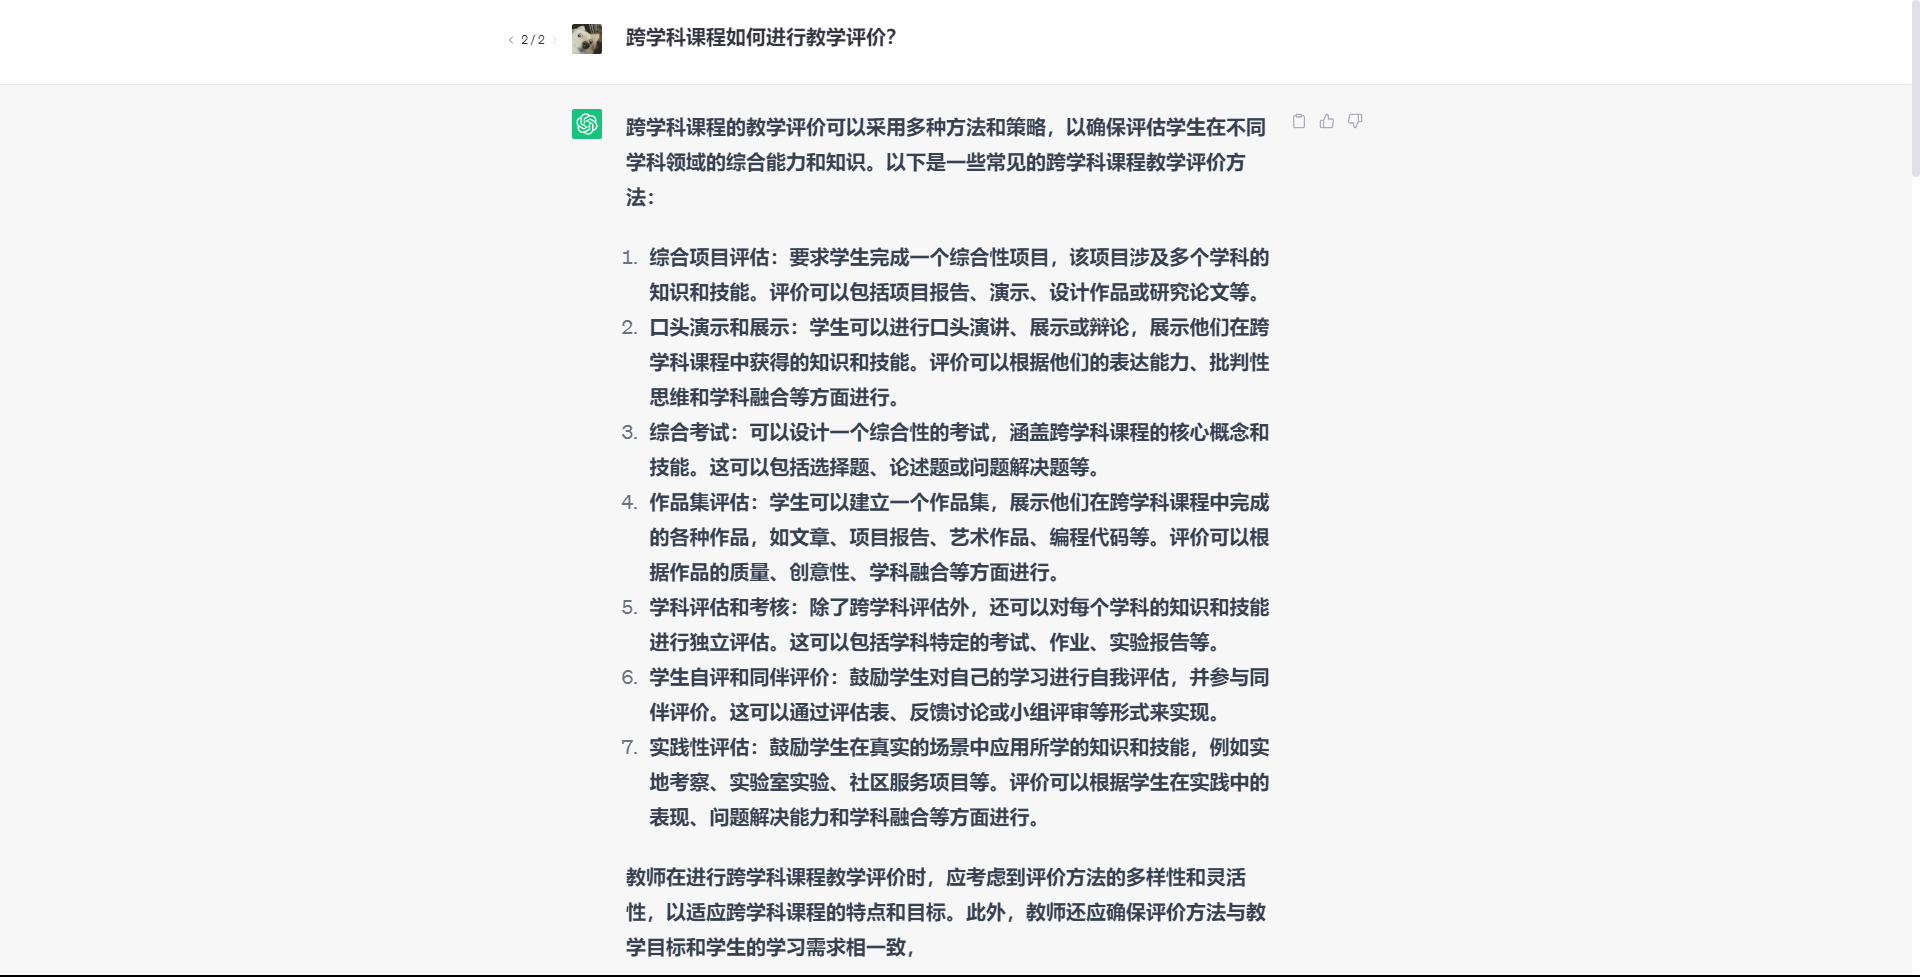 < 2/2 >
跨学科课程如何进行教学评价？
跨学科课程的教学评价可以采用多种方法和策略，以确保评估学生在不同
学科领域的综合能力和知识。以下是一些常见的跨学科课程教学评价方
法：
1. 综合项目评估：要求学生完成一个综合性项目，该项目涉及多个学科的
知识和技能。评价可以包括项目报告、演示、设计作品或研究论文等。
2. 口头演示和展示：学生可以进行口头演讲、展示或辩论，展示他们在跨
学科课程中获得的知识和技能。评价可以根据他们的表达能力、批判性
思维和学科融合等方面进行。
3. 综合考试：可以设计一个综合性的考试，涵盖跨学科课程的核心概念和
技能。这可以包括选择题、论述题或问题解决题等。
4. 作品集评估：学生可以建立一个作品集，展示他们在跨学科课程中完成
的各种作品，如文章、项目报告、艺术作品、编程代码等。评价可以根
据作品的质量、创意性、学科融合等方面进行。
5. 学科评估和考核：除了跨学科评估外，还可以对每个学科的知识和技能
进行独立评估。这可以包括学科特定的考试、作业、实验报告等。
6. 学生自评和同伴评价：鼓励学生对自己的学习进行自我评估，并参与同
伴评价。这可以通过评估表、反馈讨论或小组评审等形式来实现。
7. 实践性评估：鼓励学生在真实的场景中应用所学的知识和技能，例如实
地考察、实验室实验、社区服务项目等。评价可以根据学生在实践中的
表现、问题解决能力和学科融合等方面进行。
教师在进行跨学科课程教学评价时，应考虑到评价方法的多样性和灵活
性，以适应跨学科课程的特点和目标。此外，教师还应确保评价方法与教
学目标和学生的学习需求相一致，